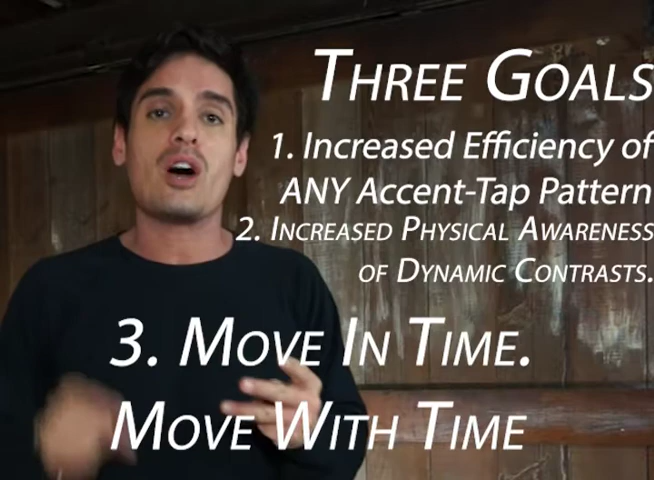 THREE GOALS
1. Increased Efficiency of
ANY Accent-Tap Pattern
2. INCREASED PHYSICAL AWARENESS
OF DYNAMIC CONTRASTS.
3. MOVE IN TIME.
MOVE WITH TIME